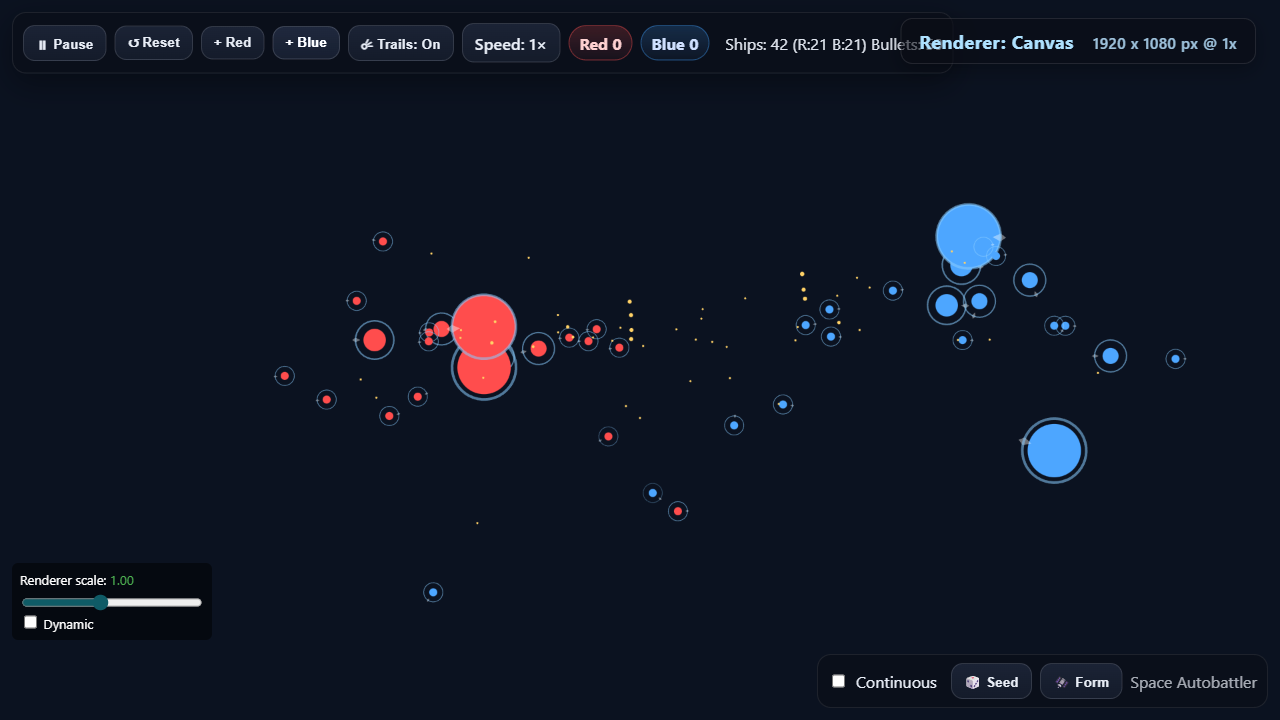 ⏸ Pause
↺ Reset
+ Red
+ Blue
☄ Trails: On
Speed: 1×
Red 0
Blue 0
Ships: 42 (R:21 B:21) Bullets:
Renderer: Canvas
1920 x 1080 px @ 1x
Renderer scale: 1.00
Dynamic
Continuous
🎲 Seed
🛰 Form
Space Autobattler